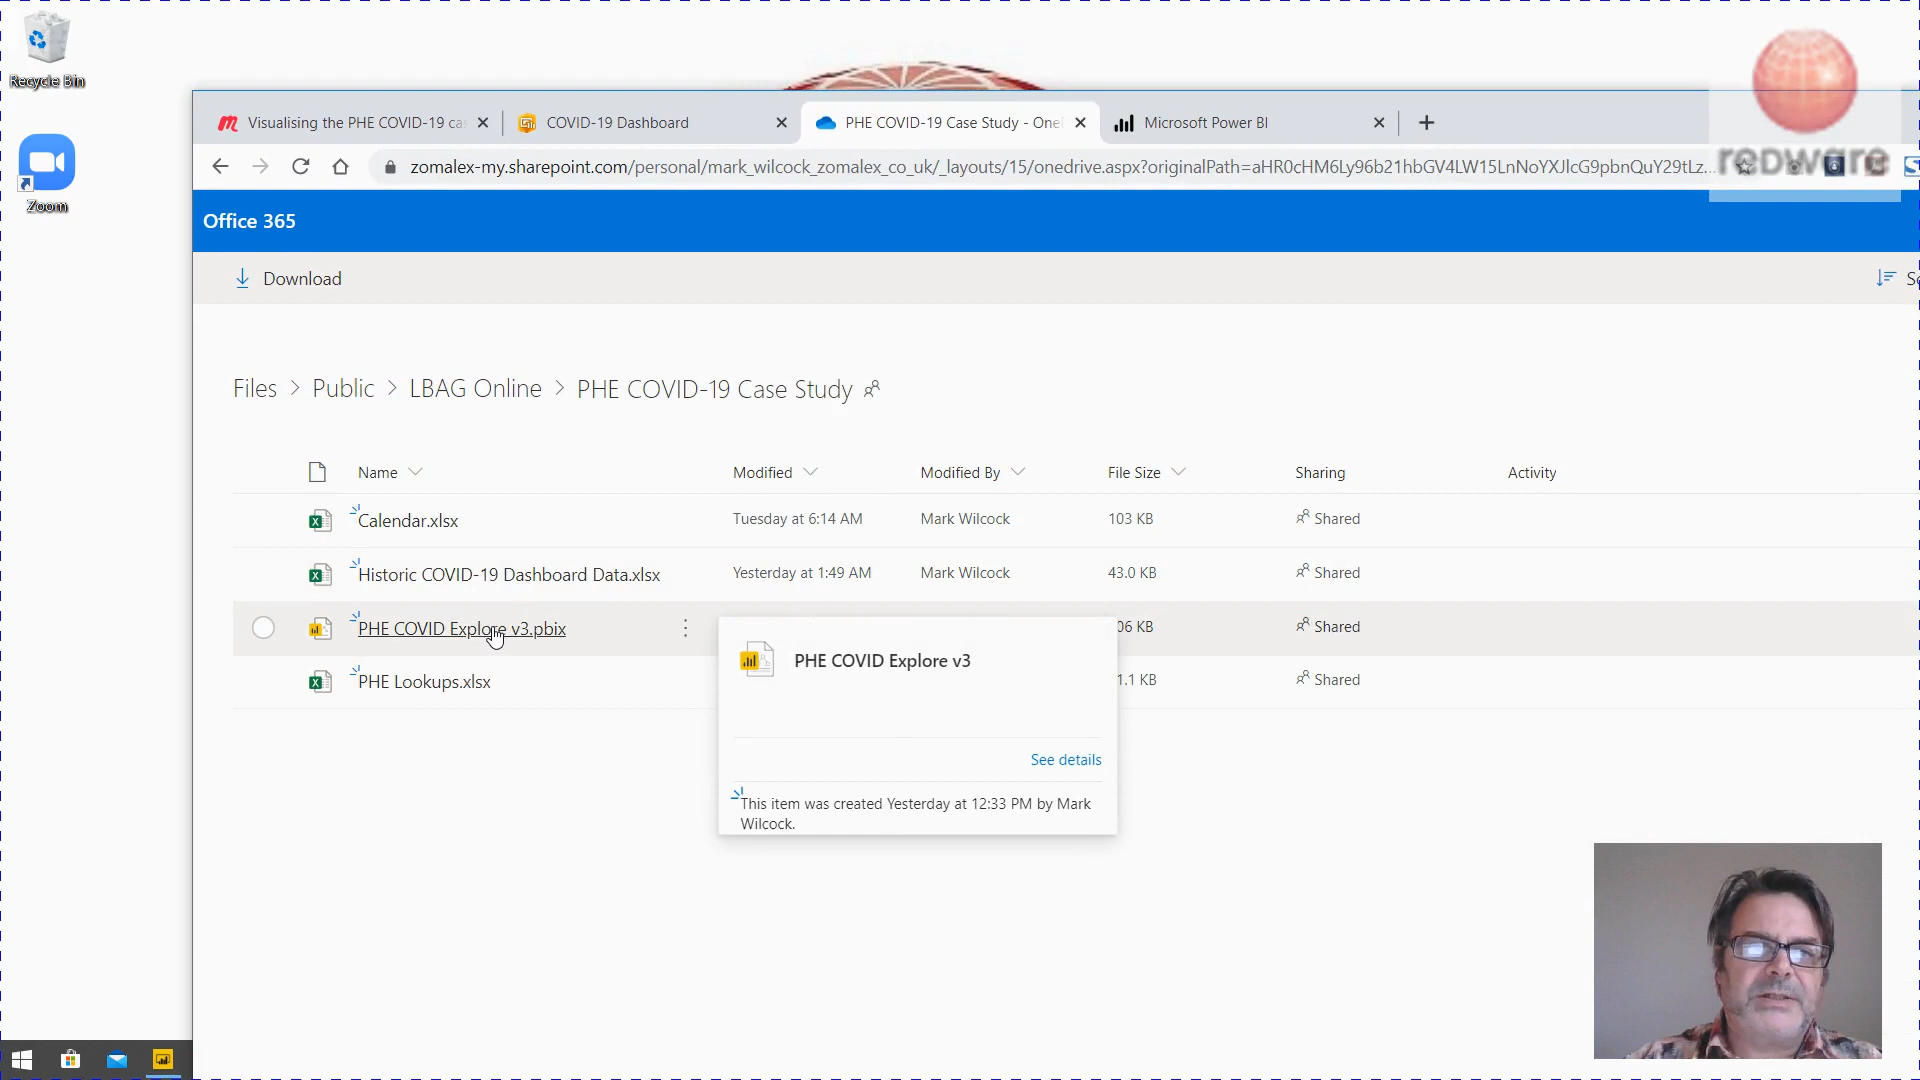 Recycle Bin
Zoom
Visualising the PHE COVID-19 ca
COVID-19 Dashboard
PHE COVID-19 Case Study - One
Microsoft Power BI
zomalex-my.sharepoint.com/personal/mark_wilcock_zomalex_co_uk/_layouts/15/onedrive.aspx?originalPath=aHR0cHM6Ly96b21hbGV4LW15LnNoYXJlcG9pbnQuY29tLz...
redware
Office 365
Download
Files > Public > LBAG Online > PHE COVID-19 Case Study
Name Modified Modified By File Size Sharing Activity
Calendar.xlsx Tuesday at 6:14 AM Mark Wilcock 103 KB Shared
Historic COVID-19 Dashboard Data.xlsx Yesterday at 1:49 AM Mark Wilcock 43.0 KB Shared
PHE COVID Explore v3.pbix 06 KB Shared
PHE Lookups.xlsx 1.1 KB Shared
PHE COVID Explore v3
See details
This item was created Yesterday at 12:33 PM by Mark
Wilcock.